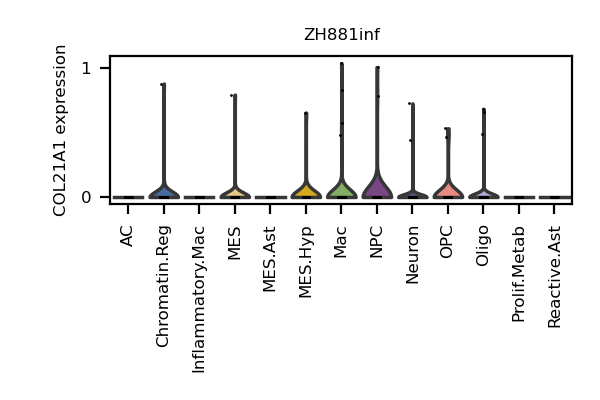 ZH881inf
COL21A1 expression
1
0
AC
Chromatin.Reg
Inflammatory.Mac
MES
MES.Ast
MES.Hyp
Mac
NPC
Neuron
OPC
Oligo
Prolif.Metab
Reactive.Ast